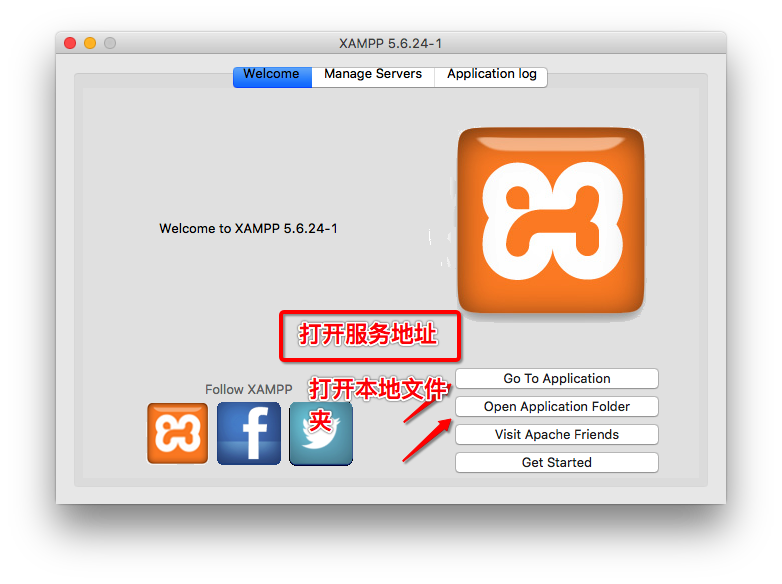 XAMPP 5.6.24-1
Welcome
Manage Servers
Application log
Welcome to XAMPP 5.6.24-1
打开服务地址
Follow XAMPP
打开本地文件
夹
Go To Application
Open Application Folder
Visit Apache Friends
Get Started